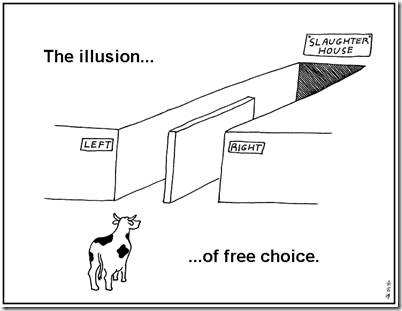 The illusion...
SLAUGHTER
HOUSE
LEFT
RIGHT
...of free choice.